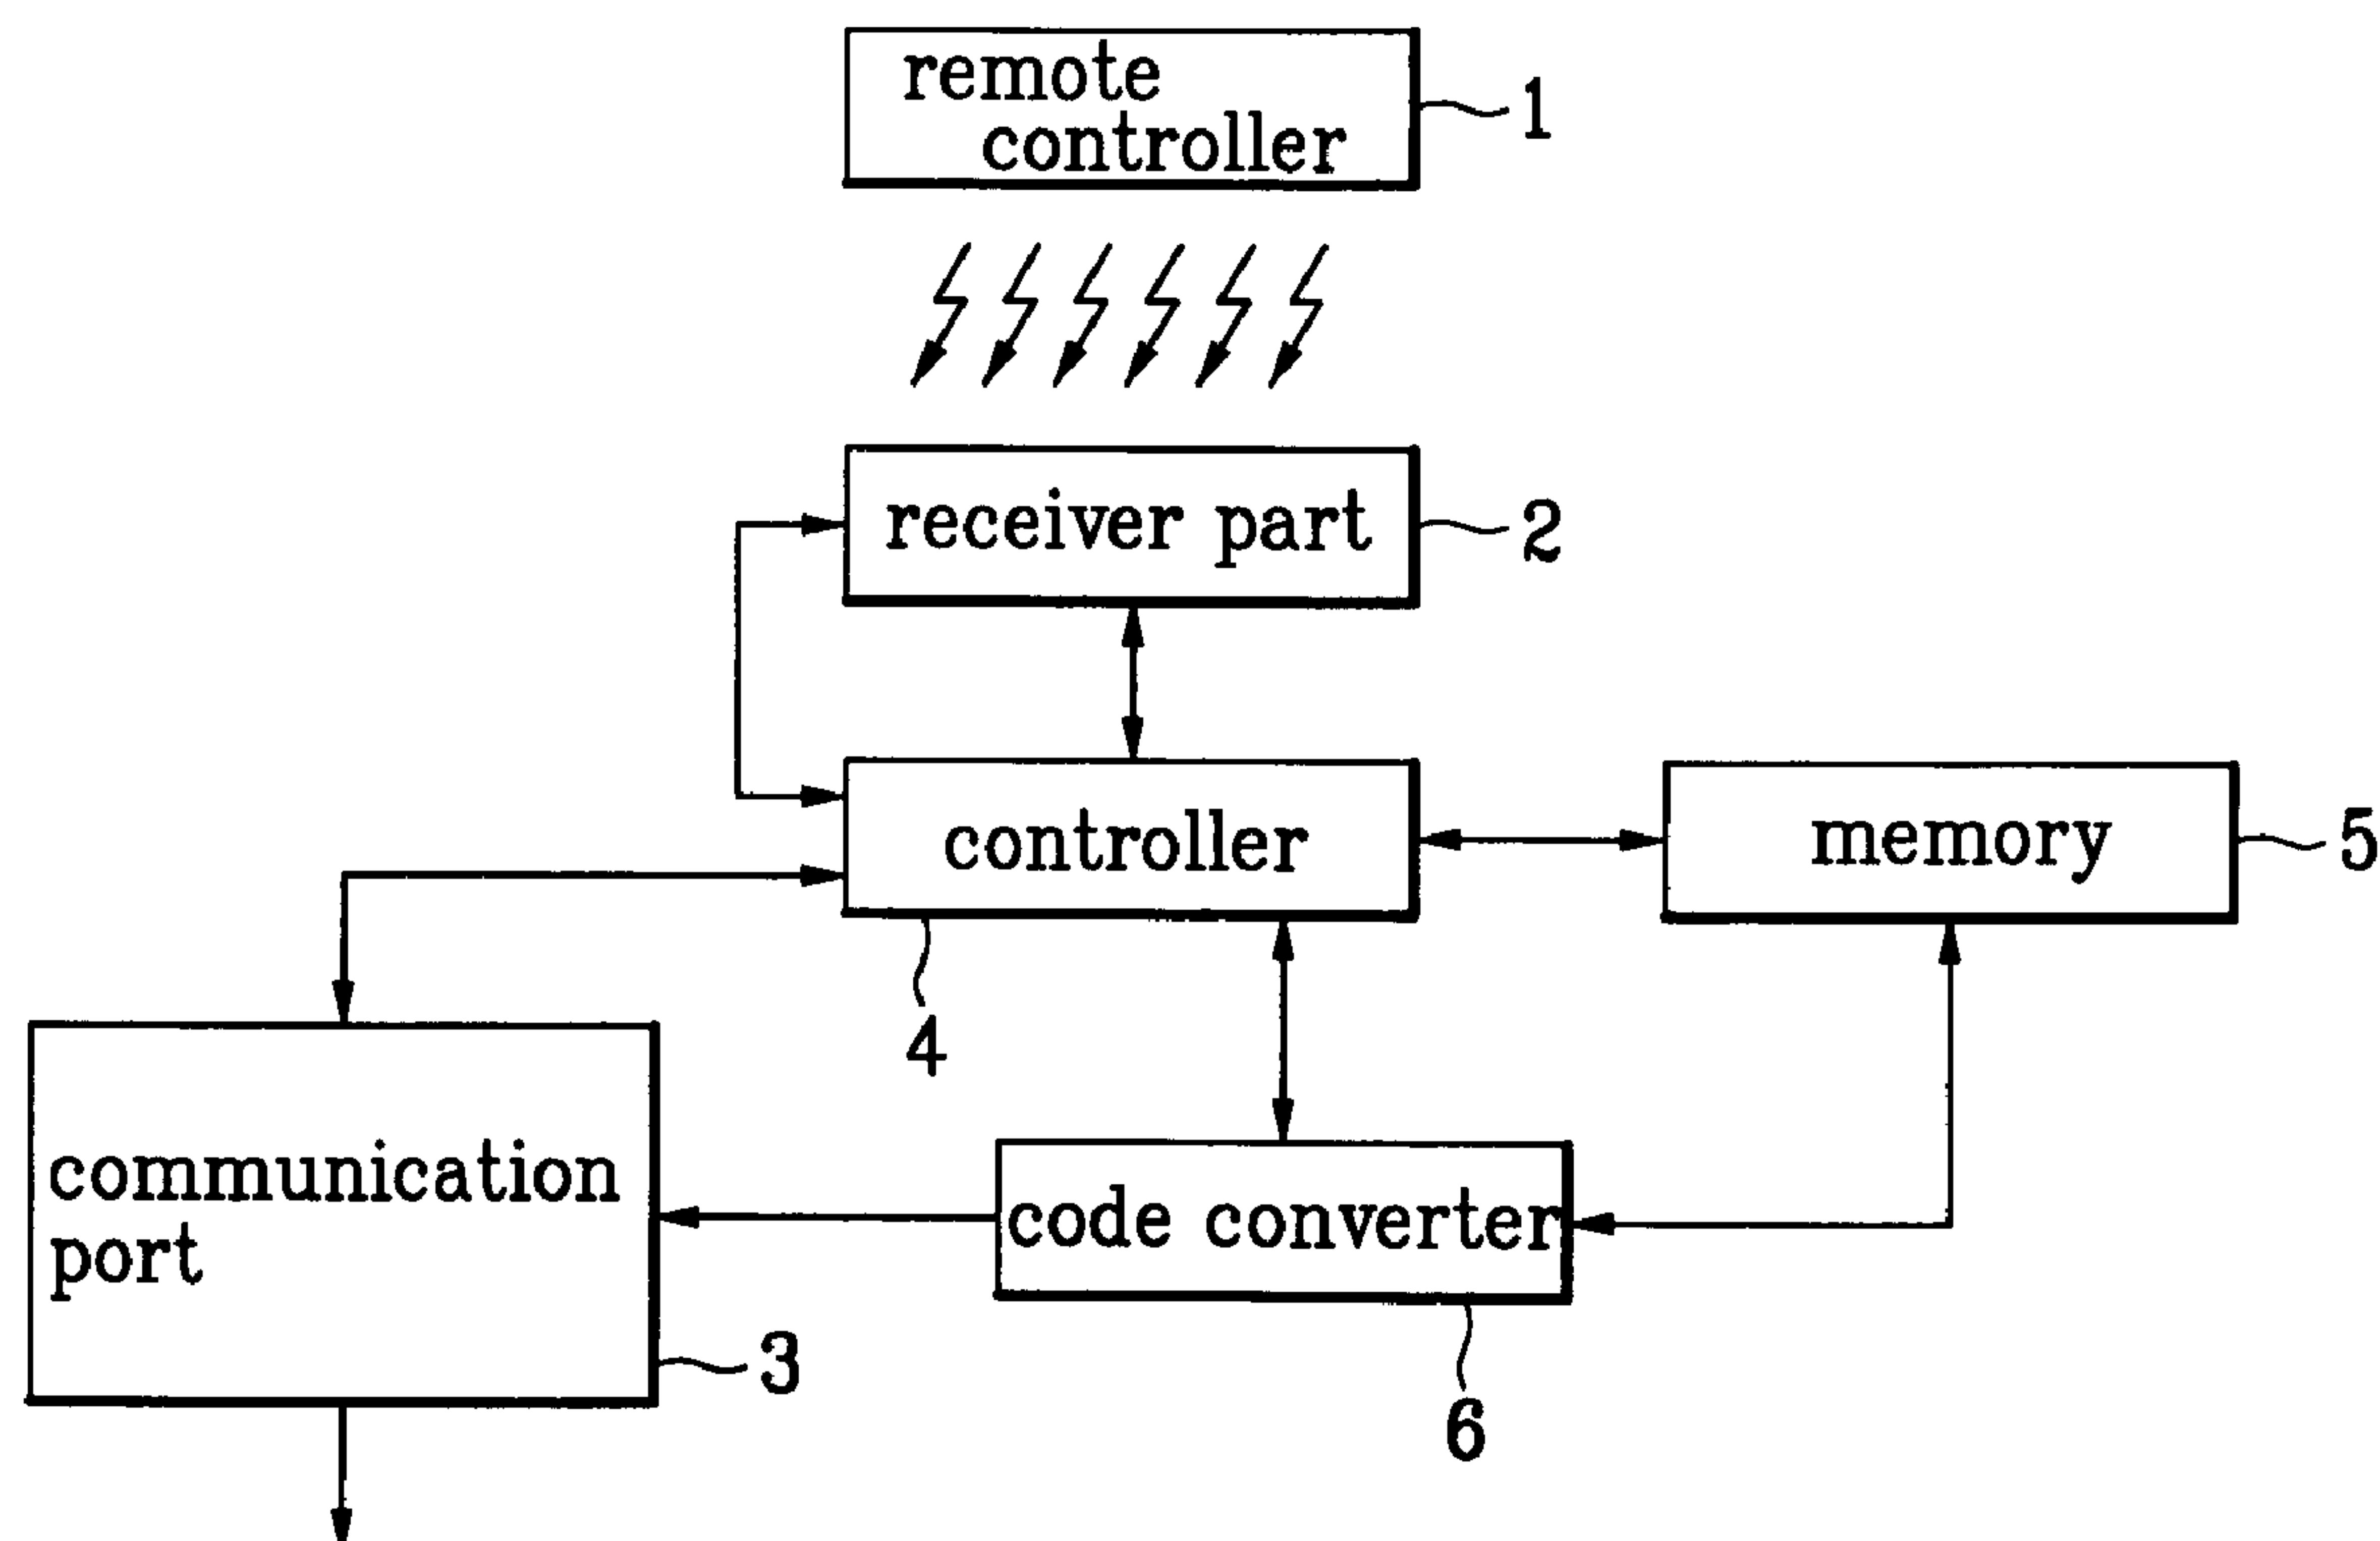 remote
controller
1
receiver part
2
controller
memory
5
4
communication
port
code converter
3
6